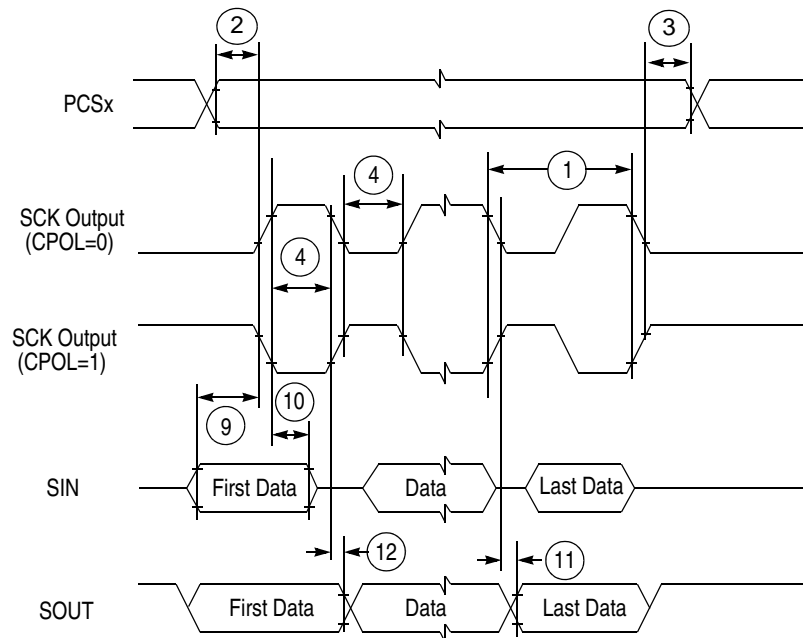 2
3
PCSx
4
1
SCK Output
(CPOL=0)
4
SCK Output
(CPOL=1)
9
10
SIN
First Data
Data
Last Data
12
11
SOUT
First Data
Data
Last Data